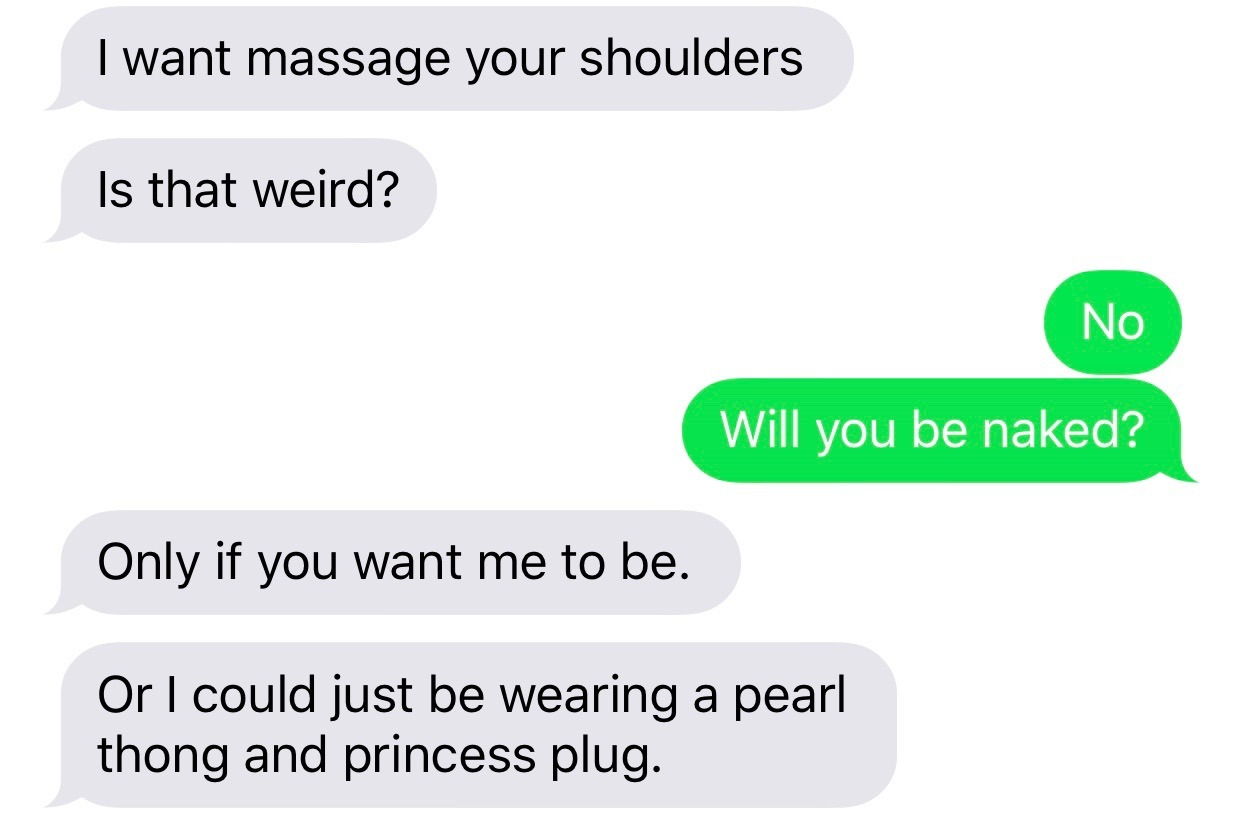 I want massage your shoulders
Is that weird?
No
Will you be naked?
Only if you want me to be.
Or I could just be wearing a pearl
thong and princess plug.